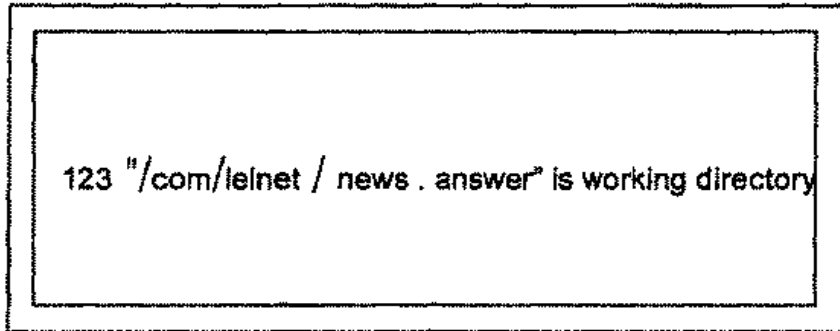 123 "/com/lelnet / news . answer" is working directory